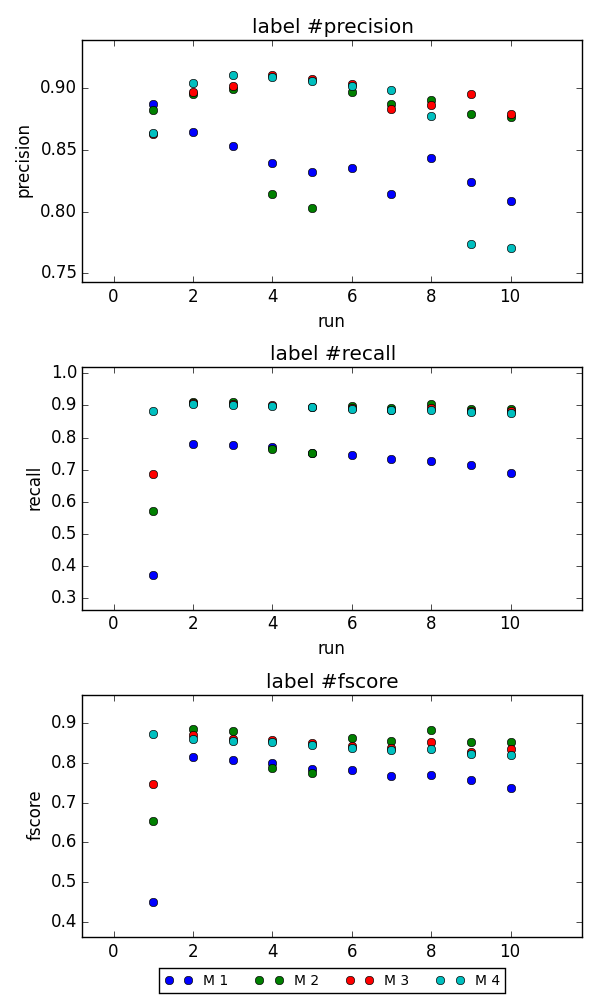 label #precision
0.90
0.85
0.80
0.75
precision
0 2 4 6 8 10
run
label #recall
1.0
0.9
0.8
0.7
0.6
0.5
0.4
0.3
recall
0 2 4 6 8 10
run
label #fscore
0.9
0.8
0.7
0.6
0.5
0.4
fscore
0 2 4 6 8 10
M 1 M 2 M 3 M 4